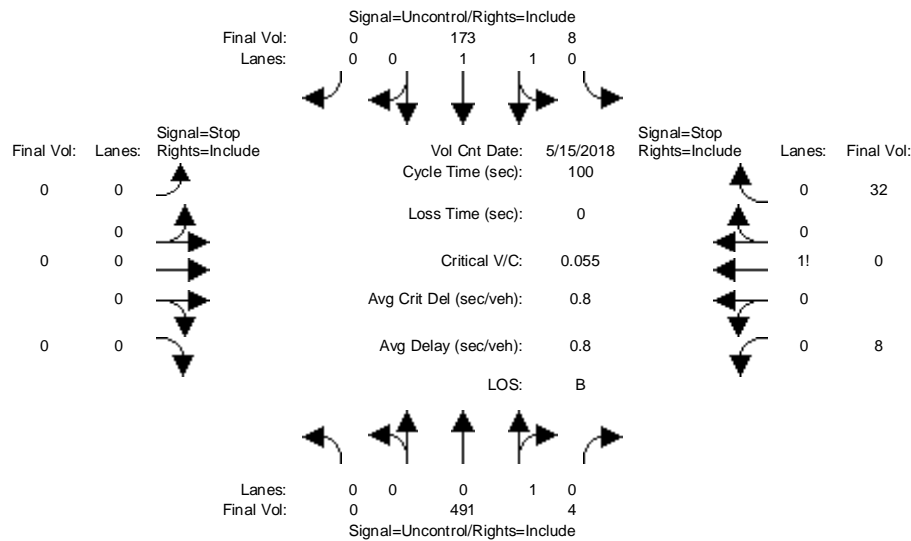 Signal=Uncontrol/Rights=Include
Final Vol: 0 173 8
Lanes: 0 0 1 1 0
Signal=Stop
Final Vol: Lanes: Rights=Include
Vol Cnt Date: 5/15/2018
Signal=Stop
Rights=Include Lanes: Final Vol:
Cycle Time (sec): 100
0 0
0 32
Loss Time (sec): 0
0
0
0 0
Critical V/C: 0.055
1! 0
0
Avg Crit Del (sec/veh): 0.8
0
0 0
Avg Delay (sec/veh): 0.8
0 8
LOS: B
Lanes: 0 0 0 1 0
Final Vol: 0 491 4
Signal=Uncontrol/Rights=Include